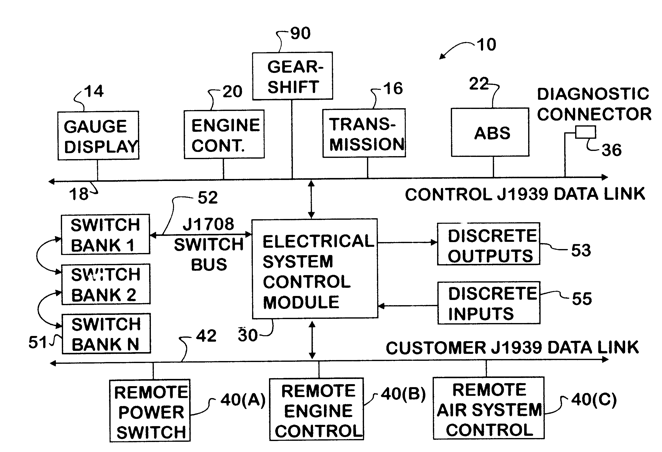 90
10
GEAR-
SHIFT
14
20
16
22
DIAGNOSTIC
CONNECTOR
GAUGE
DISPLAY
ENGINE
CONT.
TRANS-
MISSION
ABS
36
18
52
CONTROL J1939 DATA LINK
SWITCH
BANK 1
J1708
SWITCH
BUS
ELECTRICAL
SYSTEM
CONTROL
MODULE
DISCRETE
OUTPUTS
53
SWITCH
BANK 2
DISCRETE
INPUTS
55
SWITCH
BANK N
51
30
42
CUSTOMER J1939 DATA LINK
REMOTE
POWER
SWITCH
40(A)
REMOTE
ENGINE
CONTROL
40(B)
REMOTE
AIR SYSTEM
CONTROL
40(C)